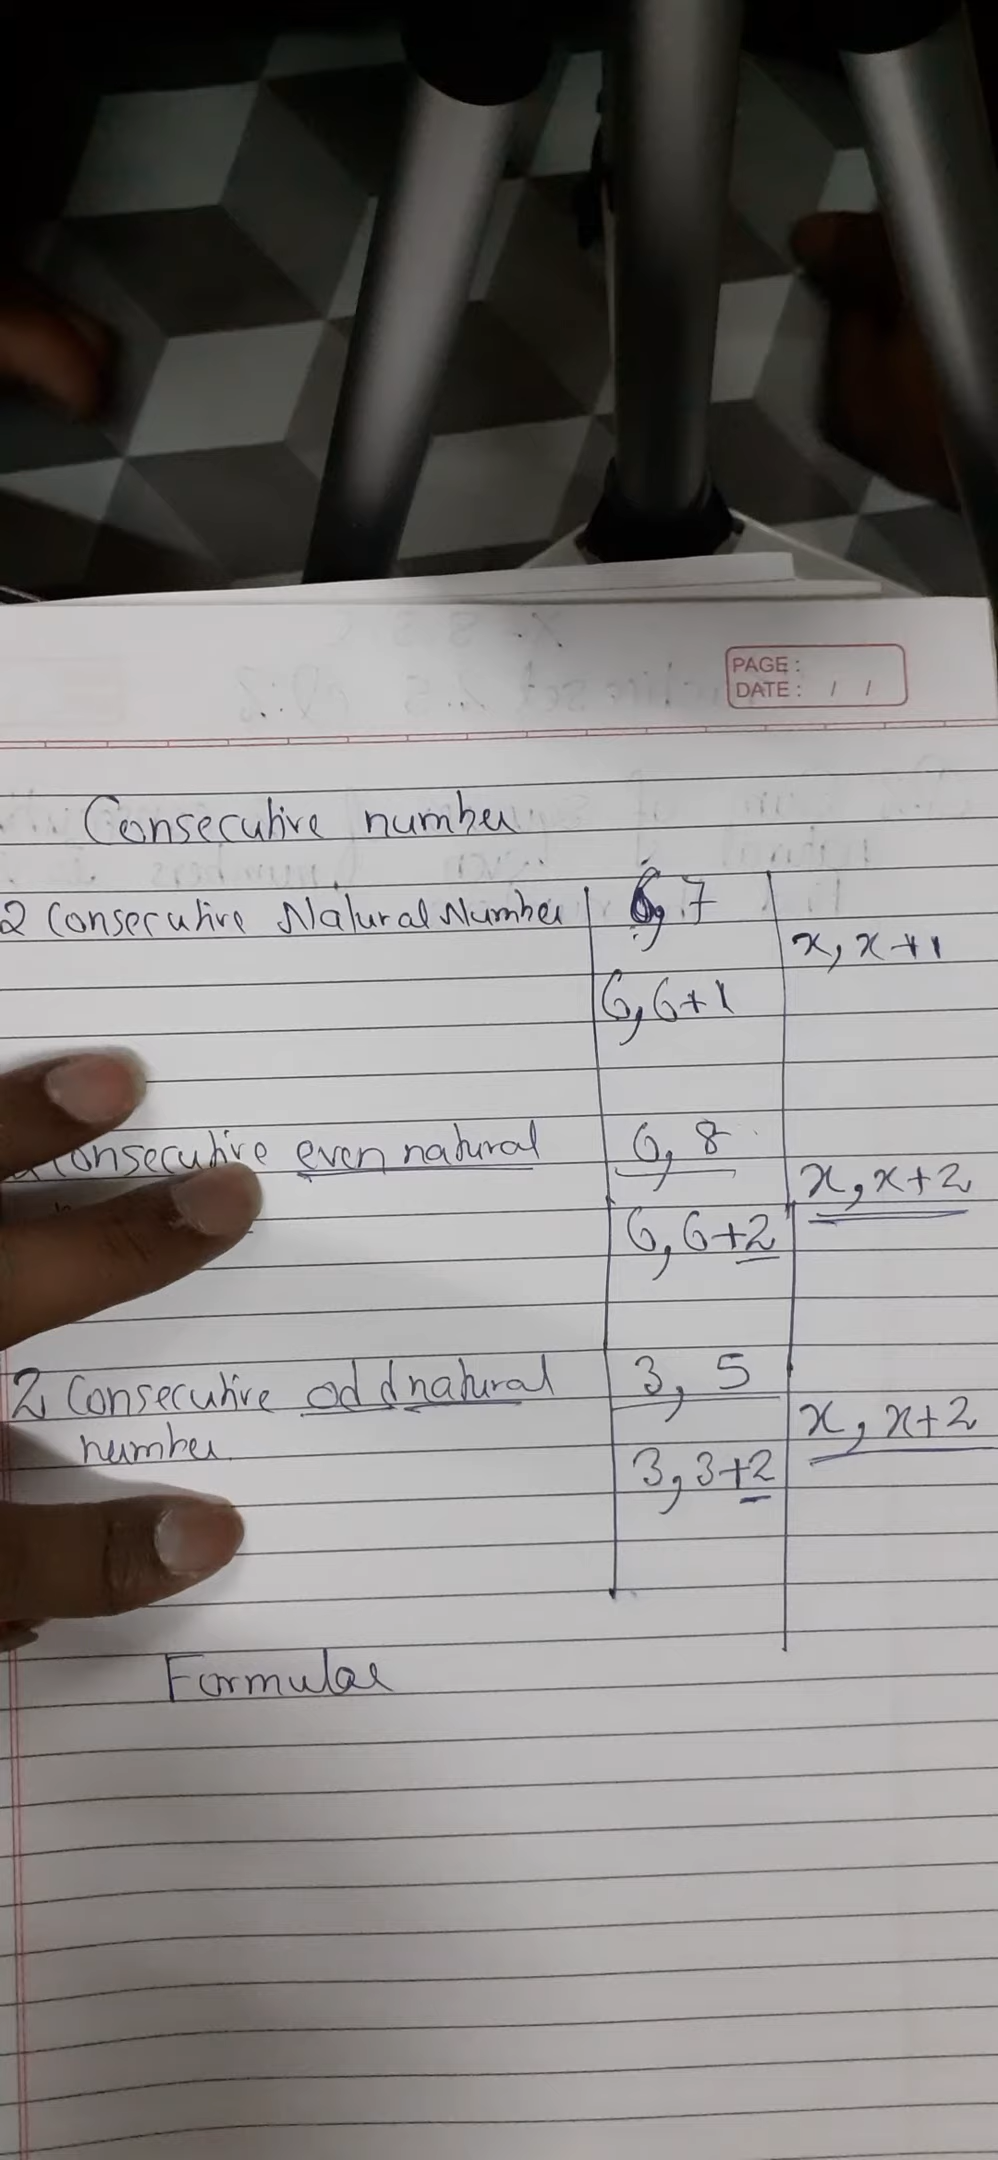 PAGE :
DATE : / /
Consecutive number
2 Consecutive Natural Number 6, 7
x, x+1
6, 6+1
Consecutive even natural 6, 8
x, x+2
6, 6+2
2 Consecutive odd natural 3, 5
number x, x+2
3, 3+2
Formulae